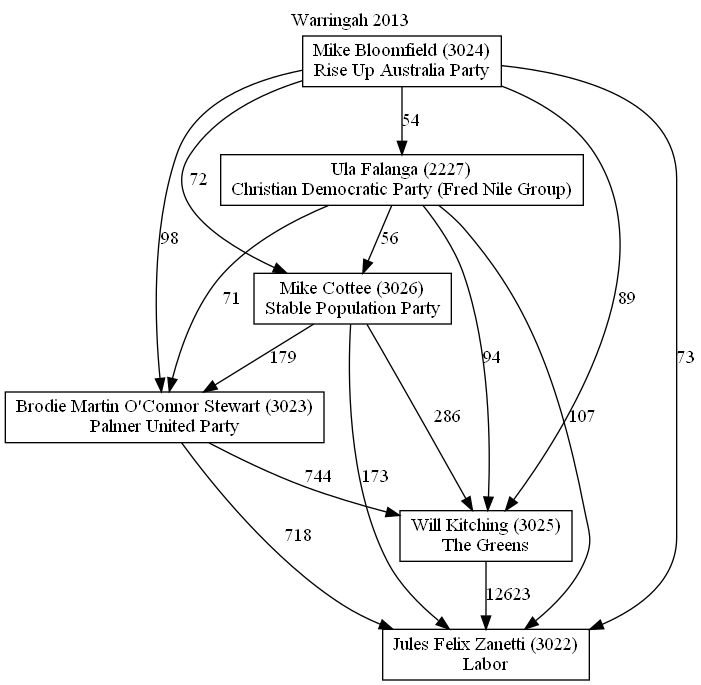 Warringah 2013
Mike Bloomfield (3024)
Rise Up Australia Party
54
72
Ula Falanga (2227)
Christian Democratic Party (Fred Nile Group)
98
56
71
89
Mike Cottee (3026)
Stable Population Party
94
73
179
Brodie Martin O'Connor Stewart (3023)
Palmer United Party
286
107
744
173
Will Kitching (3025)
The Greens
718
12623
Jules Felix Zanetti (3022)
Labor